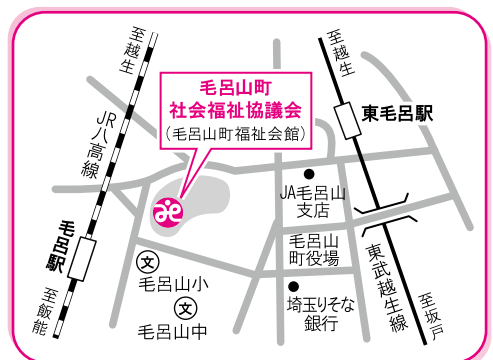 至越生
至越生
毛呂山町
社会福祉協議会
(毛呂山町福祉会館)
東毛呂駅
JR八高線
JA毛呂山
支店
毛呂駅
毛呂山
町役場
東武越生線
文
毛呂山小
文
毛呂山中
埼玉りそな
銀行
至飯能
至坂戸